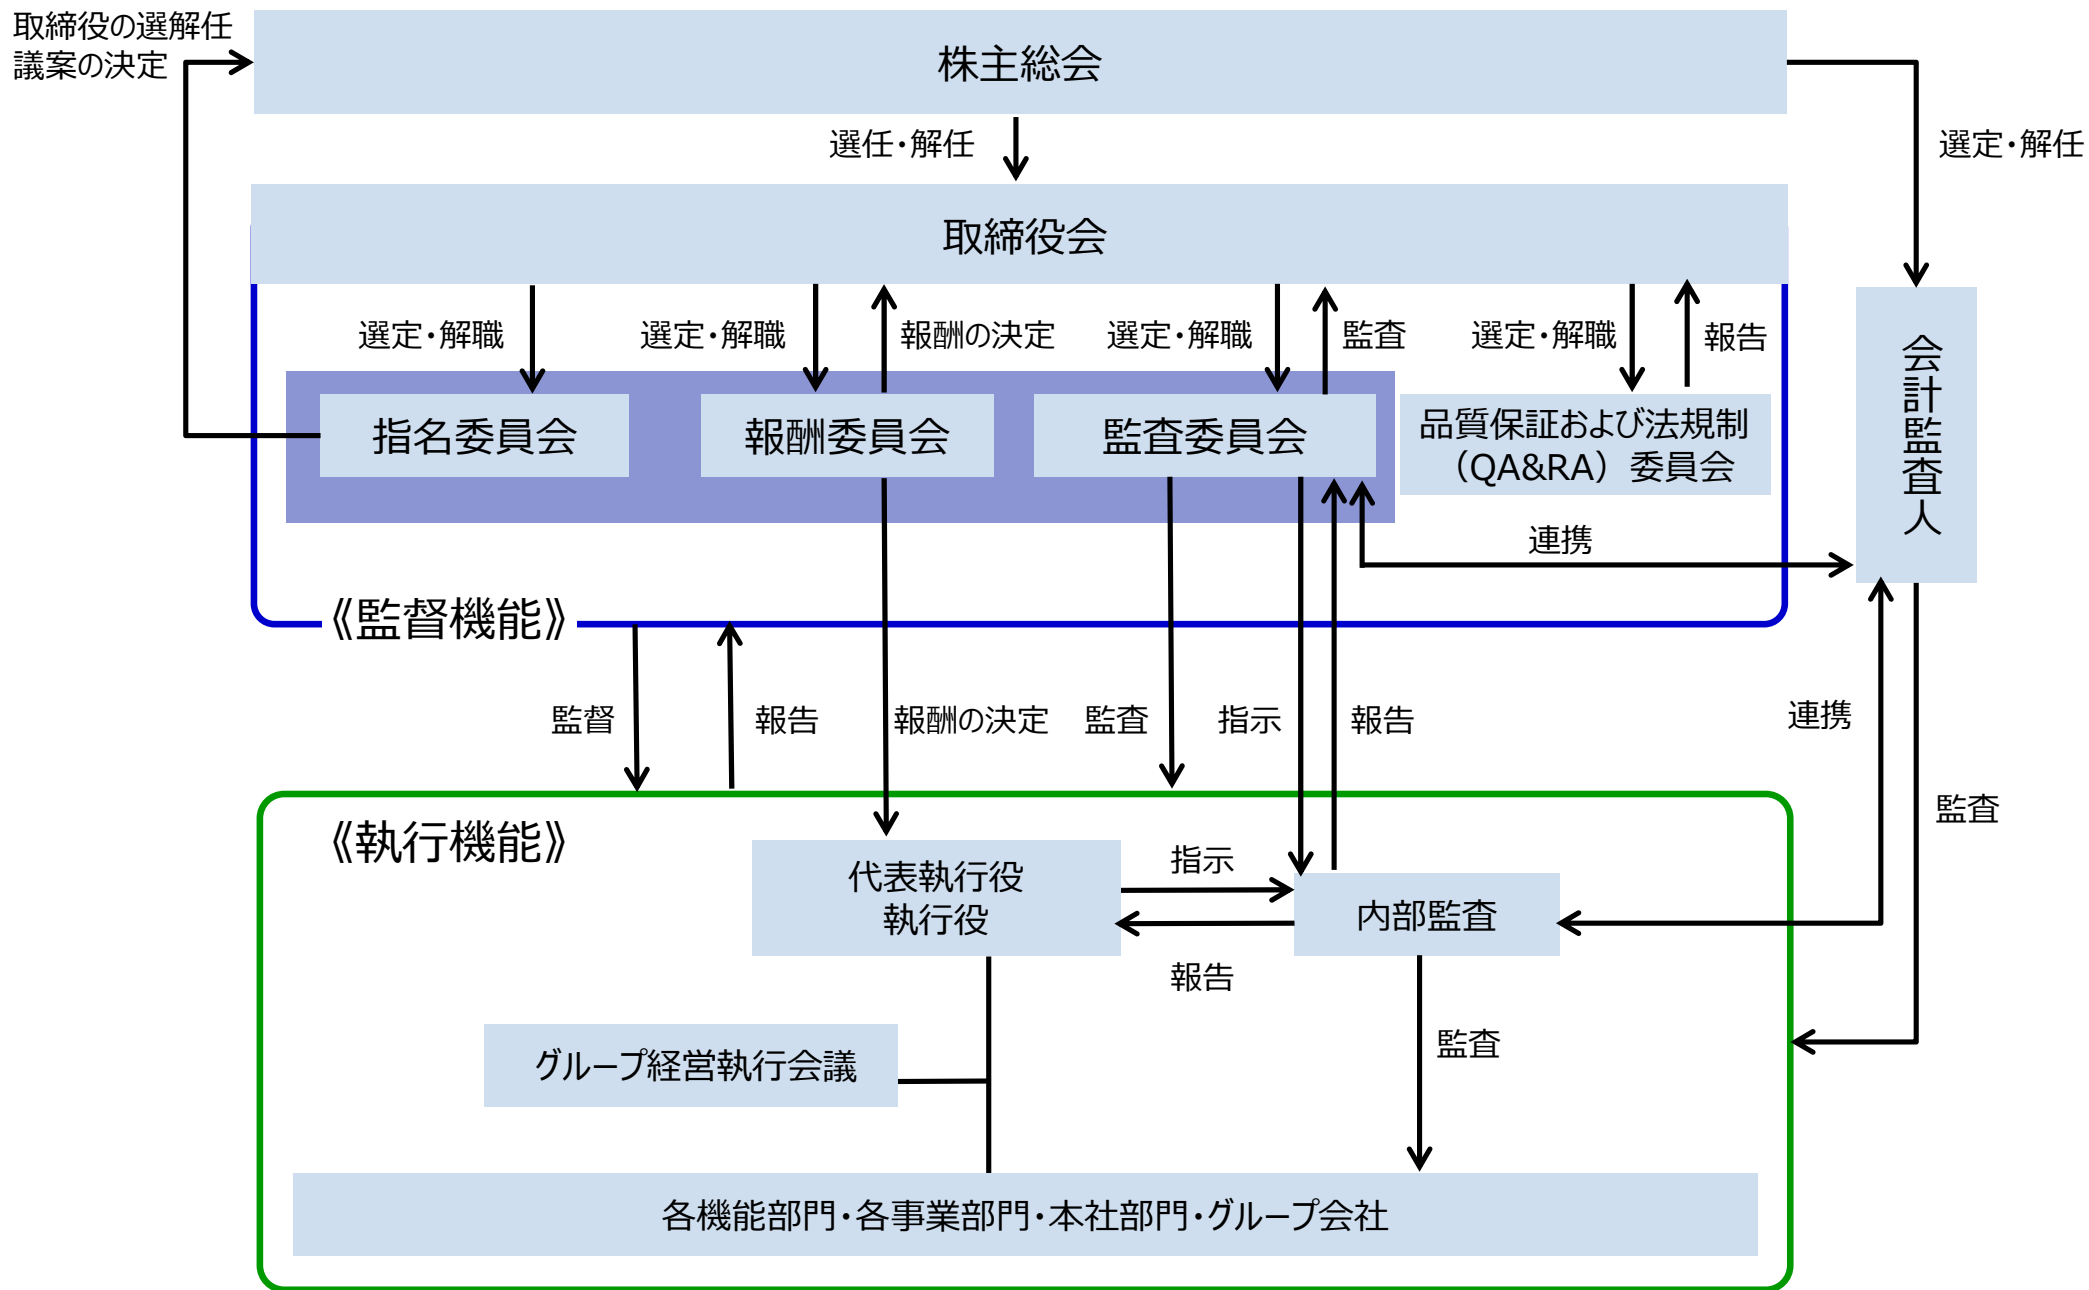 取締役の選解任
議案の決定
株主総会
選任・解任
選定・解任
取締役会
選定・解職
選定・解職
報酬の決定
選定・解職
監査
選定・解職
報告
指名委員会
報酬委員会
監査委員会
品質保証および法規制
（QA&RA）委員会
会計監査人
連携
《監督機能》
監督
報告
報酬の決定
監査
指示
報告
連携
監査
《執行機能》
代表執行役
執行役
指示
報告
内部監査
監査
グループ経営執行会議
各機能部門・各事業部門・本社部門・グループ会社